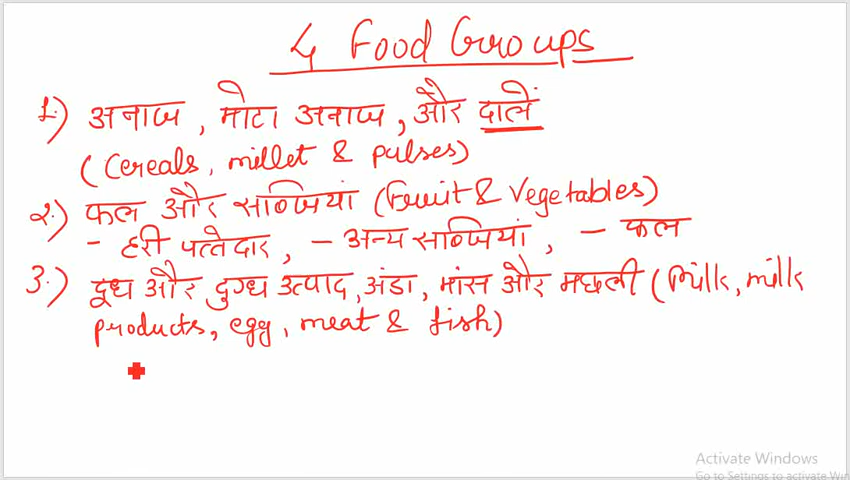 4 Food Groups
1.) अनाज, मोटा अनाज, और दालें
(Cereals, millet & pulses)
2.) फल और सब्जियां (Fruit & Vegetables)
- हरी पत्तेदार, - अन्य सब्जियां, - फल
3.) दूध और दुग्ध उत्पाद, अंडा, मांस और मछली (Milk, milk
products, egg, meat & fish)
Activate Windows
Go to Settings to activate Win